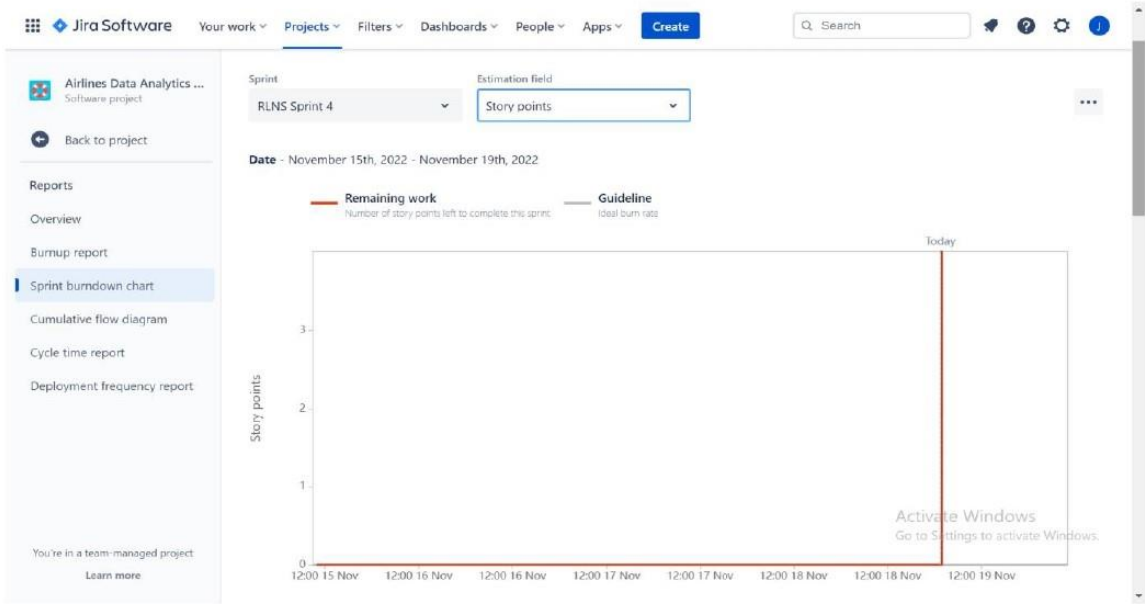 Jira Software Your work Projects Filters Dashboards People Apps Create Search J
Airlines Data Analytics ...
Software project
Back to project
Reports
Overview
Burnup report
Sprint burndown chart
Cumulative flow diagram
Cycle time report
Deployment frequency report
You're in a team-managed project
Learn more
Sprint Estimation field
RLNS Sprint 4 Story points
Date - November 15th, 2022 - November 19th, 2022
Remaining work Guideline
Number of story points left to complete this sprint Ideal burn rate
Today
Story points
3
2
1
0
12:00 15 Nov 12:00 16 Nov 12:00 16 Nov 12:00 17 Nov 12:00 17 Nov 12:00 18 Nov 12:00 18 Nov 12:00 19 Nov
Activate Windows
Go to Settings to activate Windows.